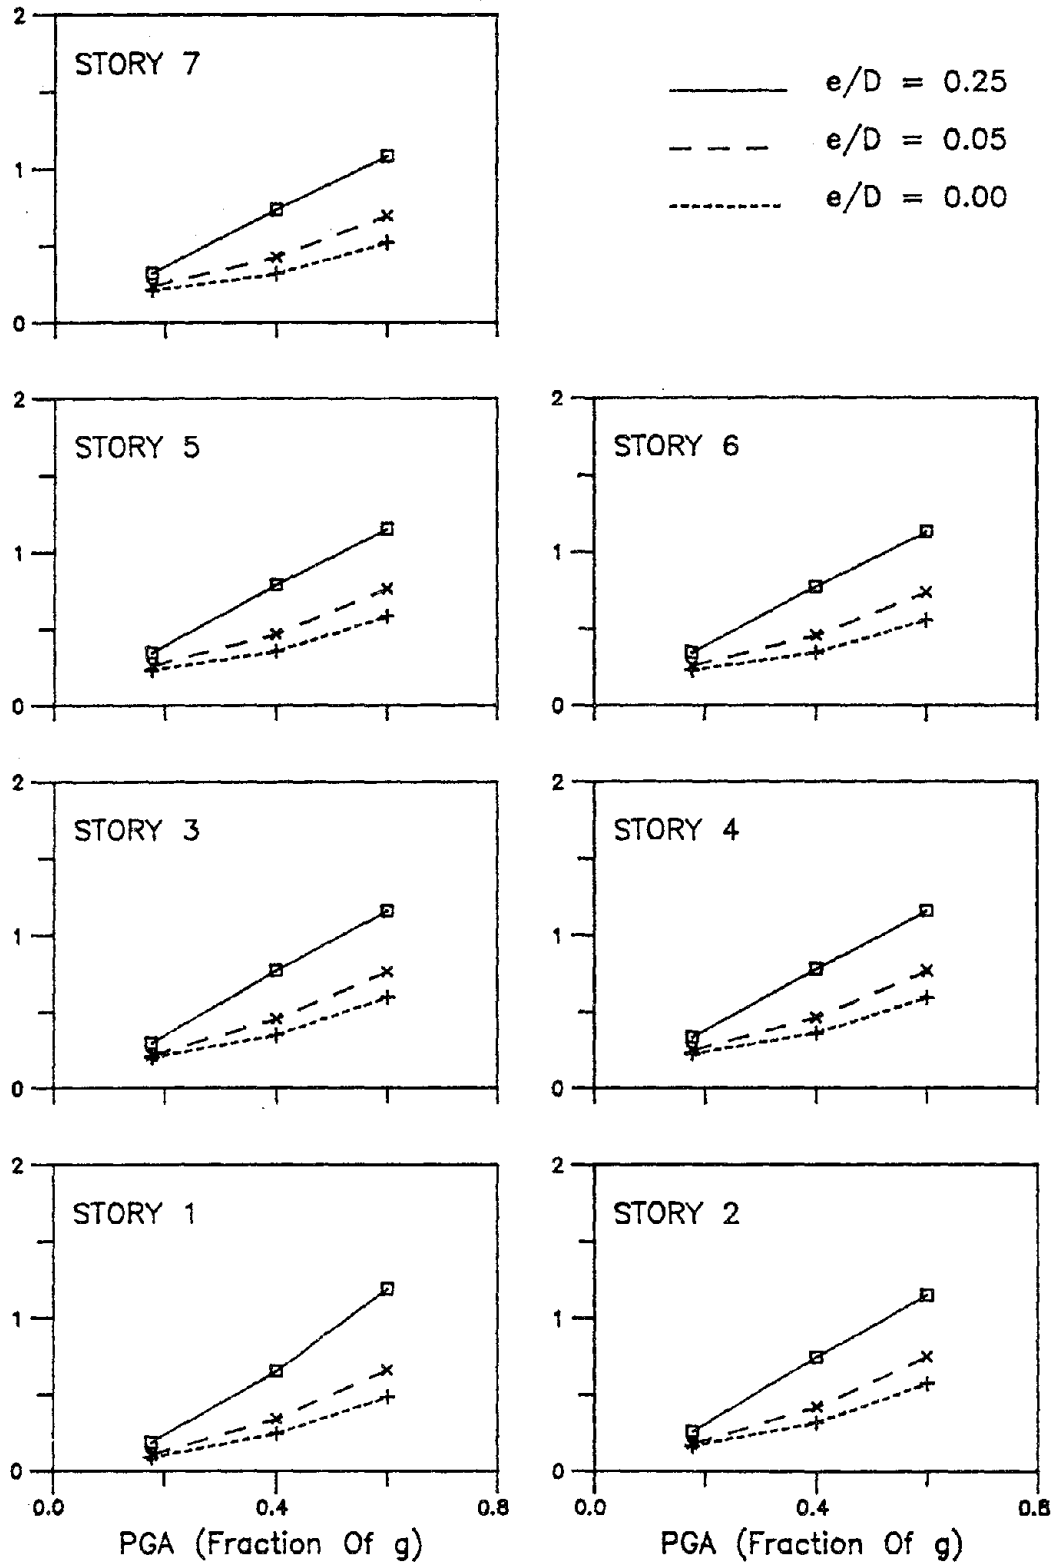 2
STORY 7
1
0
e/D = 0.25
e/D = 0.05
e/D = 0.00
2
STORY 5
1
0
2
STORY 6
1
0
2
STORY 3
1
0
2
STORY 4
1
0
2
STORY 1
1
0
0.0 0.4 0.8
PGA (Fraction Of g)
2
STORY 2
1
0
0.0 0.4 0.8
PGA (Fraction Of g)